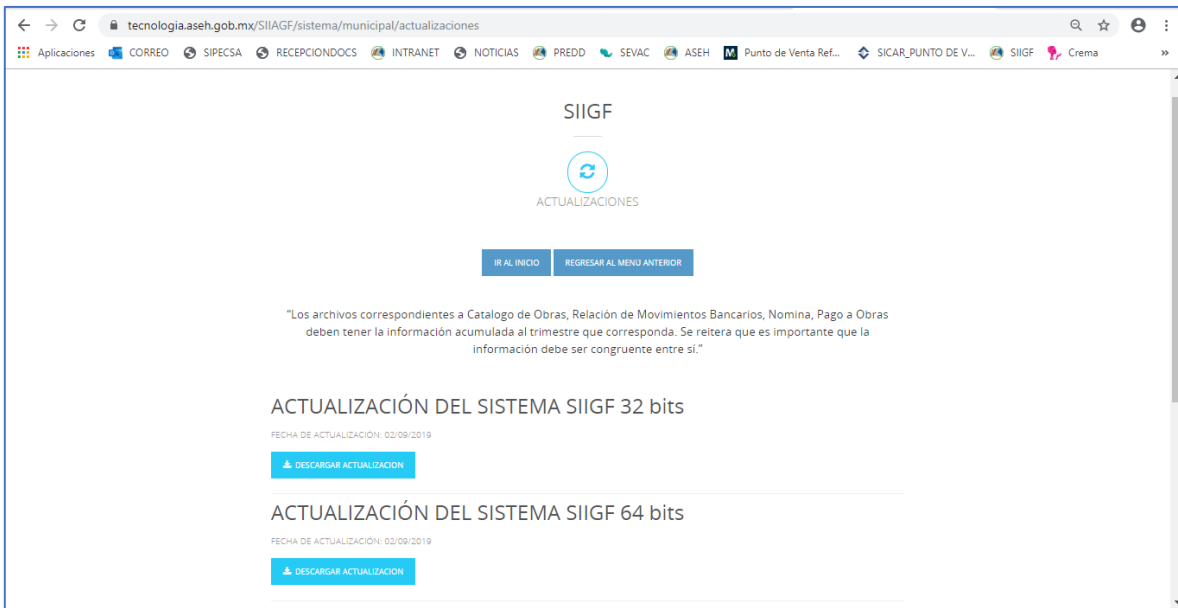 tecnologia.aseh.gob.mx/SIIAGF/sistema/municipal/actualizaciones
Aplicaciones CORREO SIPECSA RECEPCIONDOCS INTRANET NOTICIAS PREDD SEVAC ASEH Punto de Venta Ref... SICAR_PUNTO DE V... SIIGF Crema »
SIIGF
ACTUALIZACIONES
IR AL INICIO REGRESAR AL MENÚ ANTERIOR
"Los archivos correspondientes a Catalogo de Obras, Relación de Movimientos Bancarios, Nomina, Pago a Obras
deben tener la información acumulada al trimestre que corresponda. Se reitera que es importante que la
información debe ser congruente entre sí."
ACTUALIZACIÓN DEL SISTEMA SIIGF 32 bits
FECHA DE ACTUALIZACIÓN: 02/09/2019
DESCARGAR ACTUALIZACION
ACTUALIZACIÓN DEL SISTEMA SIIGF 64 bits
FECHA DE ACTUALIZACIÓN: 02/09/2019
DESCARGAR ACTUALIZACION